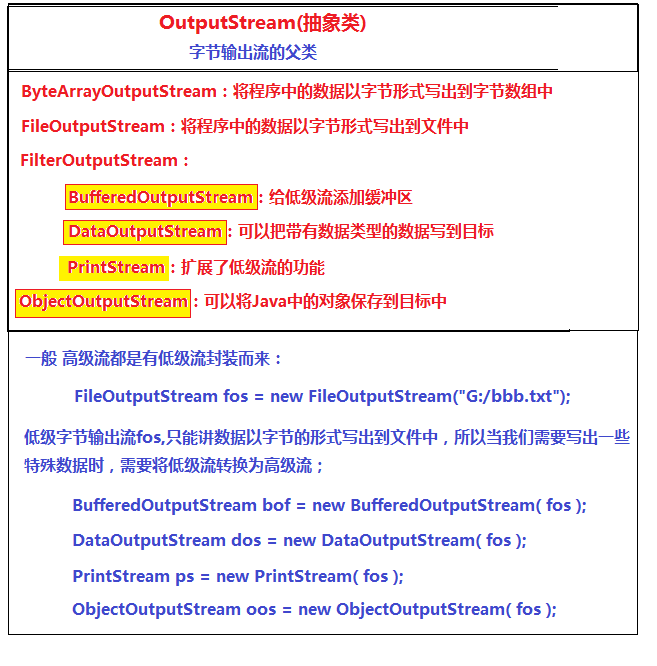 OutputStream(抽象类)
字节输出流的父类
ByteArrayOutputStream：将程序中的数据以字节形式写出到字节数组中
FileOutputStream：将程序中的数据以字节形式写出到文件中
FilterOutputStream：
BufferedOutputStream：给低级流添加缓冲区
DataOutputStream：可以把带有数据类型的数据写到目标
PrintStream：扩展了低级流的功能
ObjectOutputStream：可以将Java中的对象保存到目标中
一般 高级流都是有低级流封装而来：
FileOutputStream fos = new FileOutputStream("G:/bbb.txt");
低级字节输出流fos,只能讲数据以字节的形式写出到文件中，所以当我们需要写出一些
特殊数据时，需要将低级流转换为高级流；
BufferedOutputStream bof = new BufferedOutputStream( fos );
DataOutputStream dos = new DataOutputStream( fos );
PrintStream ps = new PrintStream( fos );
ObjectOutputStream oos = new ObjectOutputStream( fos );